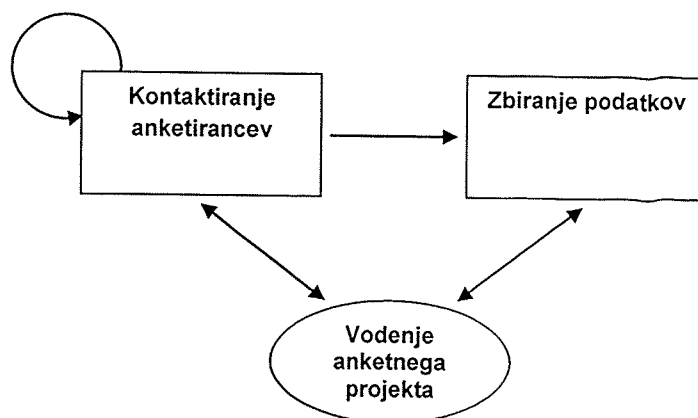 Kontaktiranje
anketirancev
Zbiranje podatkov
Vodenje
anketnega
projekta